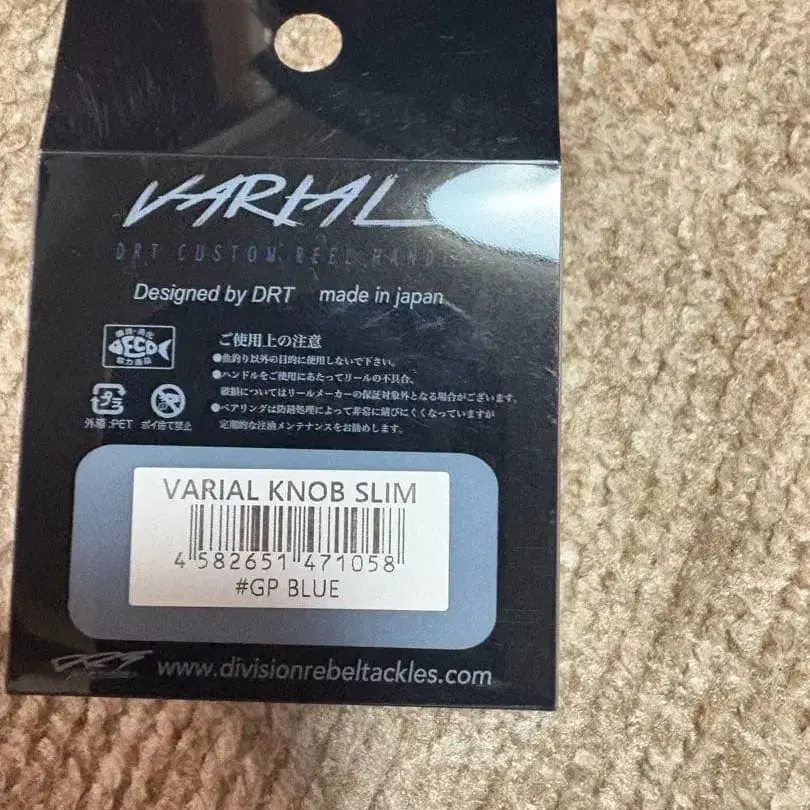 VARIAL
DRT CUSTOM REEL HAND
Designed by DRT made in japan
ご使用上の注意
●魚釣り以外の目的に使用しないで下さい。
●ハンドルをご使用にあたってリールの不具合、
破損についてはリールメーカーの保証対象外となる場合がございます。
●ベアリングは防錆処理によって非常に錆びにくくなっていますが
定期的な注油メンテナンスをお勧めします。
ECO
プラ
外箱:PET ポイ捨て禁止
VARIAL KNOB SLIM
4 582651 471058
#GP BLUE
DRT www.divisionrebeltackles.com